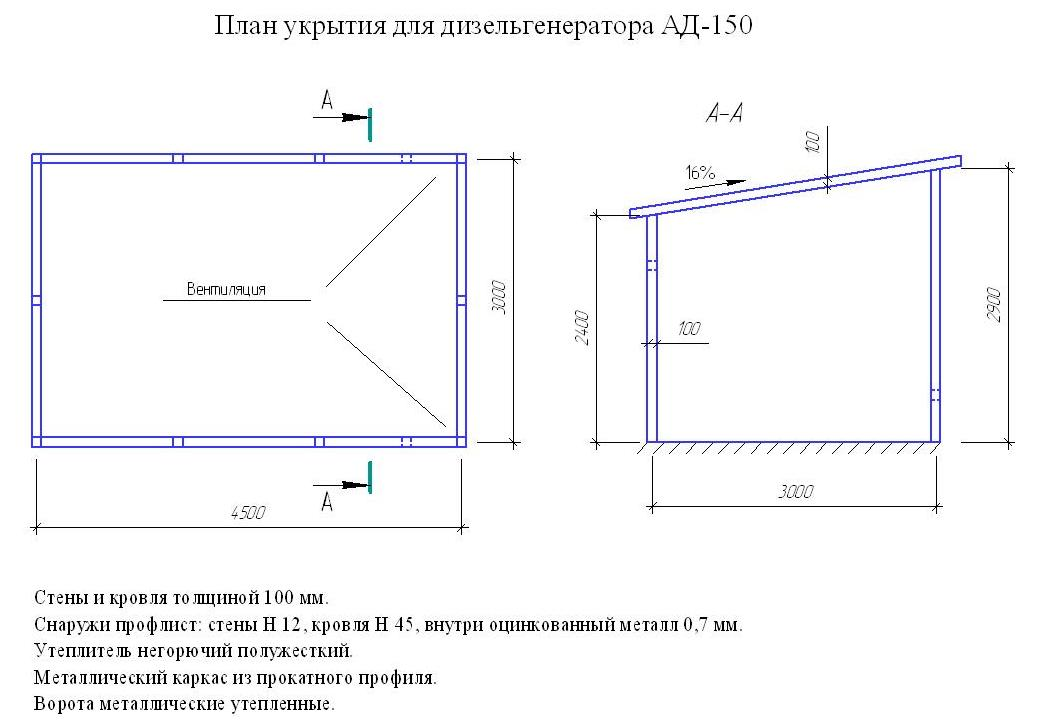 План укрытия для дизельгенератора АД-150
А
А-А
100
16%
Вентиляция
3000
2400
100
2900
А
4500
3000
Стены и кровля толщиной 100 мм.
Снаружи профлист: стены Н 12, кровля Н 45, внутри оцинкованный металл 0,7 мм.
Утеплитель негорючий полужесткий.
Металлический каркас из прокатного профиля.
Ворота металлические утепленные.